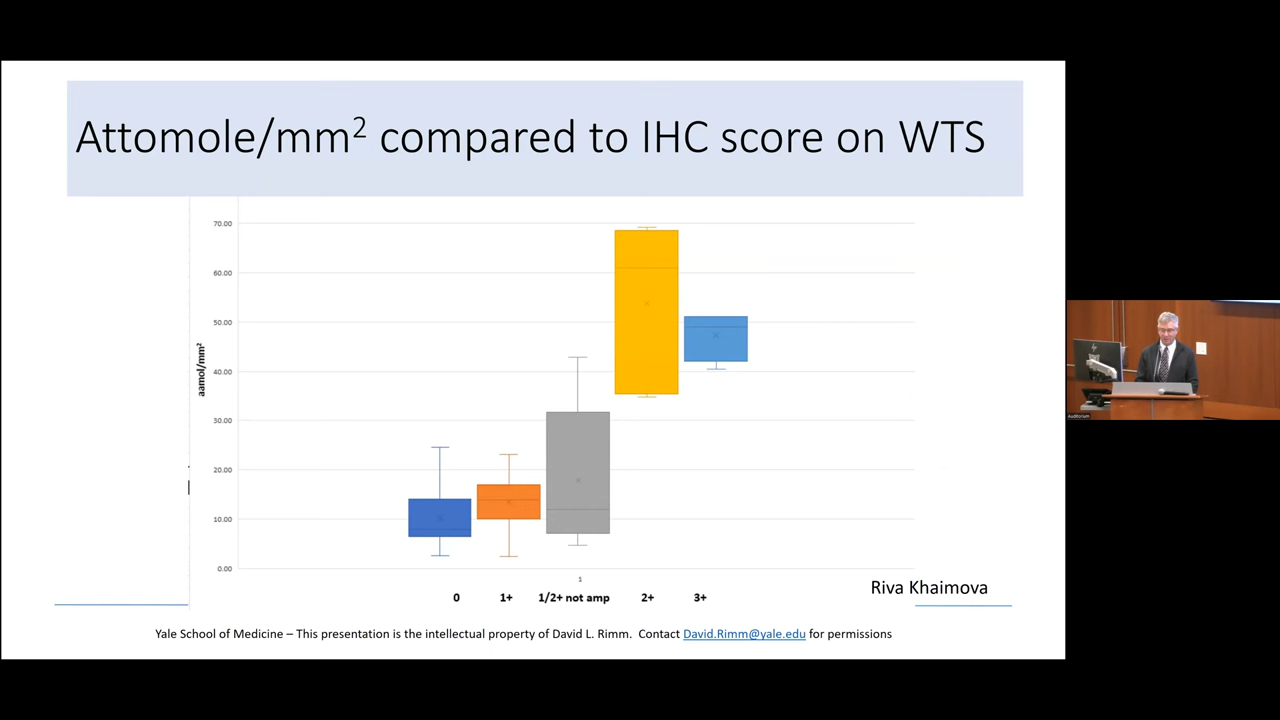 Attomole/mm² compared to IHC score on WTS
70.00
60.00
50.00
40.00
30.00
20.00
10.00
0.00
aamol/mm²
1
0 1+ 1/2+ not amp 2+ 3+
Riva Khaimova
Yale School of Medicine – This presentation is the intellectual property of David L. Rimm. Contact David.Rimm@yale.edu for permissions
Auditorium